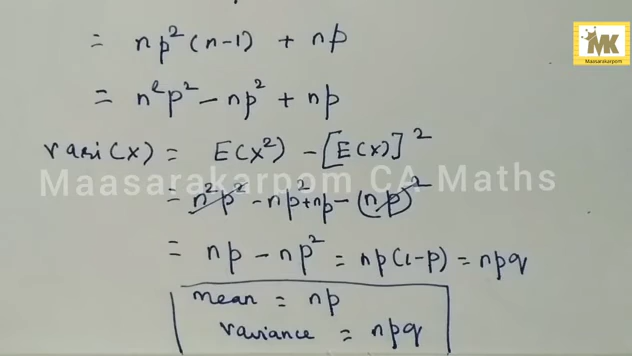 = np²(n-1) + np
MK
Maasarakarpom
= n²p² - np² + np
vari(x) = E(x²) - [E(x)]²
Maasarakarpom CA Maths
= n²p² - np² + np - (np)²
= np - np² = np(1-p) = npq
mean = np
variance = npq